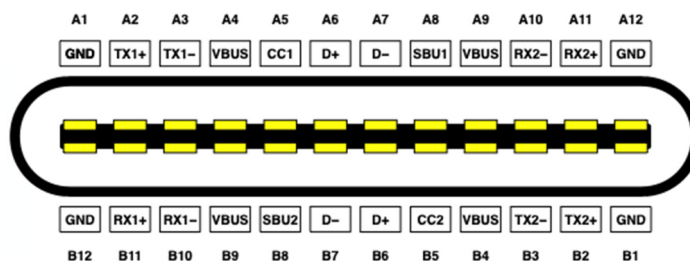 A1 A2 A3 A4 A5 A6 A7 A8 A9 A10 A11 A12
GND TX1+ TX1− VBUS CC1 D+ D− SBU1 VBUS RX2− RX2+ GND
GND RX1+ RX1− VBUS SBU2 D− D+ CC2 VBUS TX2− TX2+ GND
B12 B11 B10 B9 B8 B7 B6 B5 B4 B3 B2 B1